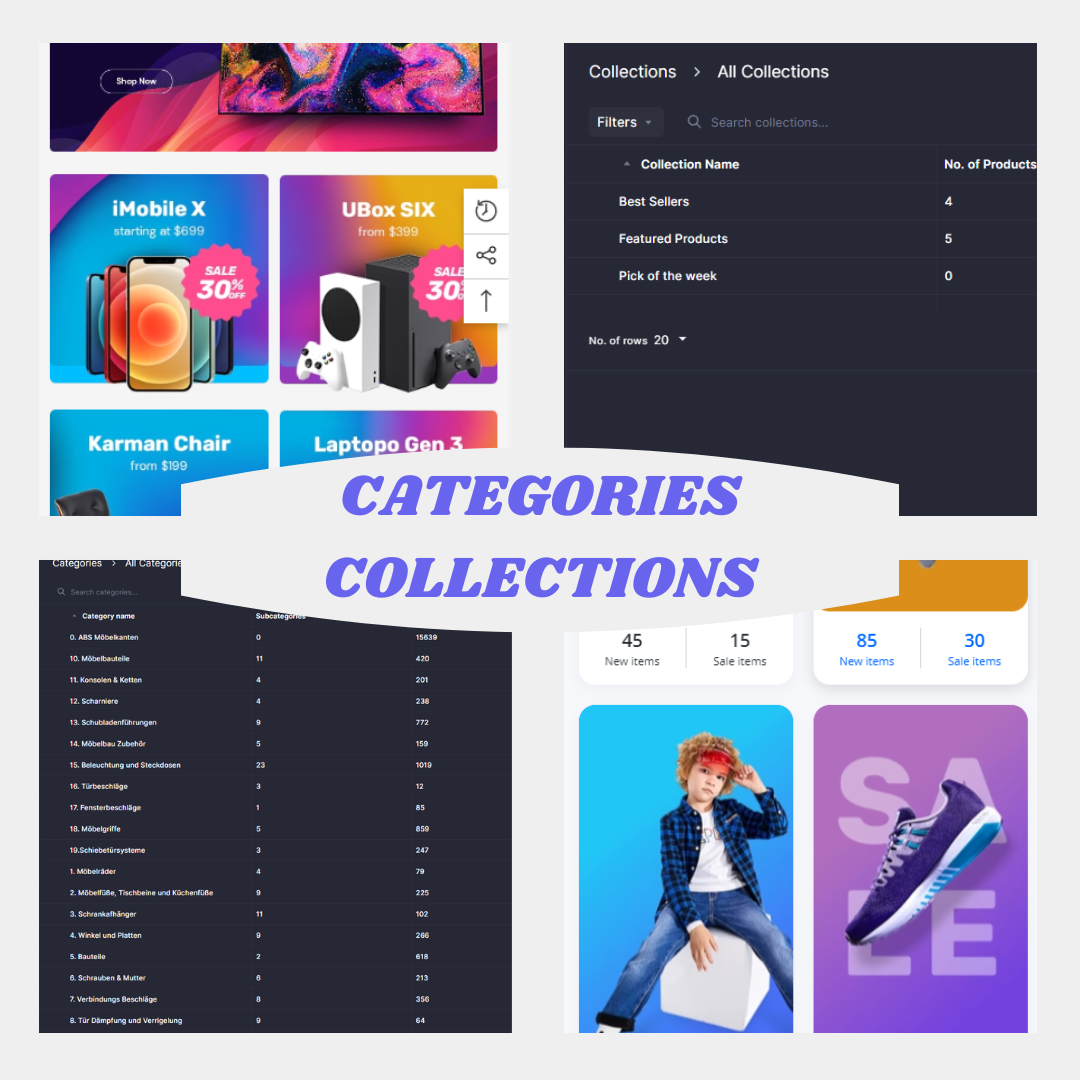 Shop Now
iMobile X
starting at $699
SALE
30%
OFF
UBox SIX
from $399
SALE
30
Karman Chair
from $199
Laptopo Gen 3
Collections > All Collections
Filters
Search collections...
Collection Name No. of Products
Best Sellers 4
Featured Products 5
Pick of the week 0
No. of rows 20
CATEGORIES
COLLECTIONS
Categories > All Categorie
Search categories...
Category name Subcategories
0. ABS Möbelkanten 0 15639
10. Möbelbauteile 11 420
11. Konsolen & Ketten 4 201
12. Scharniere 4 238
13. Schubladenführungen 9 772
14. Möbelbau Zubehör 5 159
15. Beleuchtung und Steckdosen 23 1019
16. Türbeschläge 3 12
17. Fensterbeschläge 1 85
18. Möbelgriffe 5 859
19.Schiebetürsysteme 3 247
1. Möbelräder 4 79
2. Möbelfüße, Tischbeine und Küchenfüße 9 225
3. Schrankafhänger 11 102
4. Winkel und Platten 9 266
5. Bauteile 2 618
6. Schrauben & Mutter 6 213
7. Verbindungs Beschläge 8 356
8. Tür Dämpfung und Verrigelung 9 64
45 15
New items Sale items
85 30
New items Sale items
SA
LE